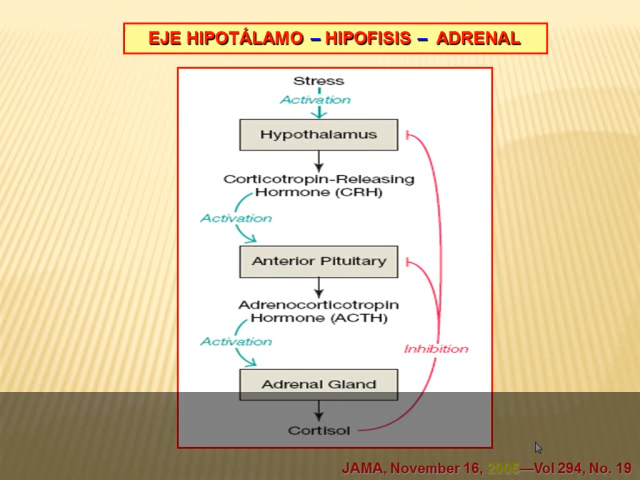 EJE HIPOTÁLAMO – HIPOFISIS – ADRENAL
Stress
Activation
Hypothalamus
Corticotropin-Releasing
Hormone (CRH)
Activation
Anterior Pituitary
Adrenocorticotropin
Hormone (ACTH)
Activation
Inhibition
Adrenal Gland
Cortisol
JAMA, November 16, 2005—Vol 294, No. 19